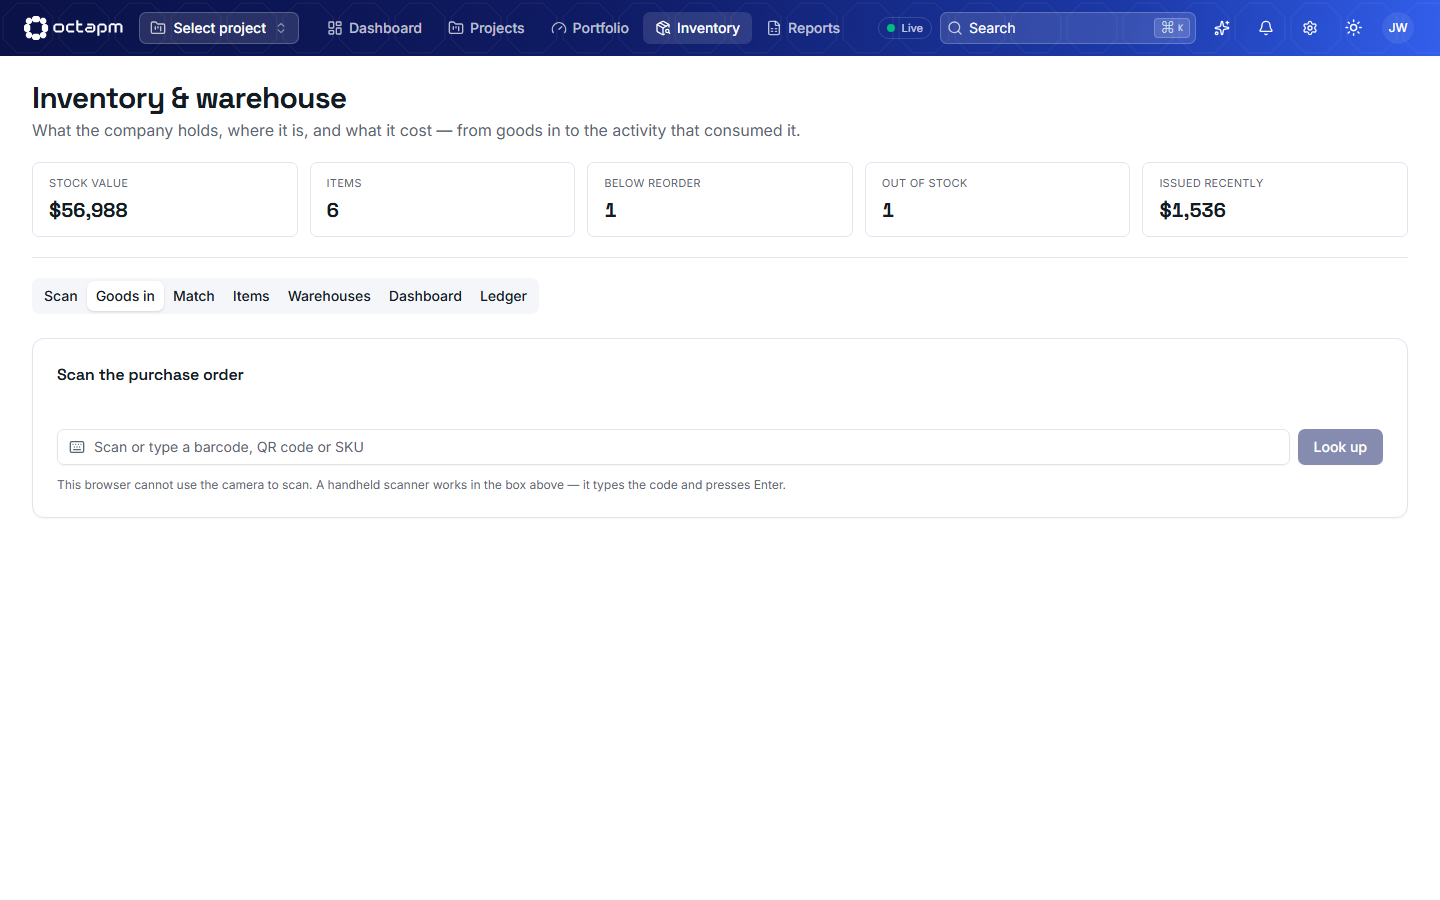 octapm
Select project
Dashboard
Projects
Portfolio
Inventory
Reports
Live
Search
⌘ K
JW
Inventory & warehouse
What the company holds, where it is, and what it cost — from goods in to the activity that consumed it.
STOCK VALUE
$56,988
ITEMS
6
BELOW REORDER
1
OUT OF STOCK
1
ISSUED RECENTLY
$1,536
Scan
Goods in
Match
Items
Warehouses
Dashboard
Ledger
Scan the purchase order
Scan or type a barcode, QR code or SKU
Look up
This browser cannot use the camera to scan. A handheld scanner works in the box above — it types the code and presses Enter.